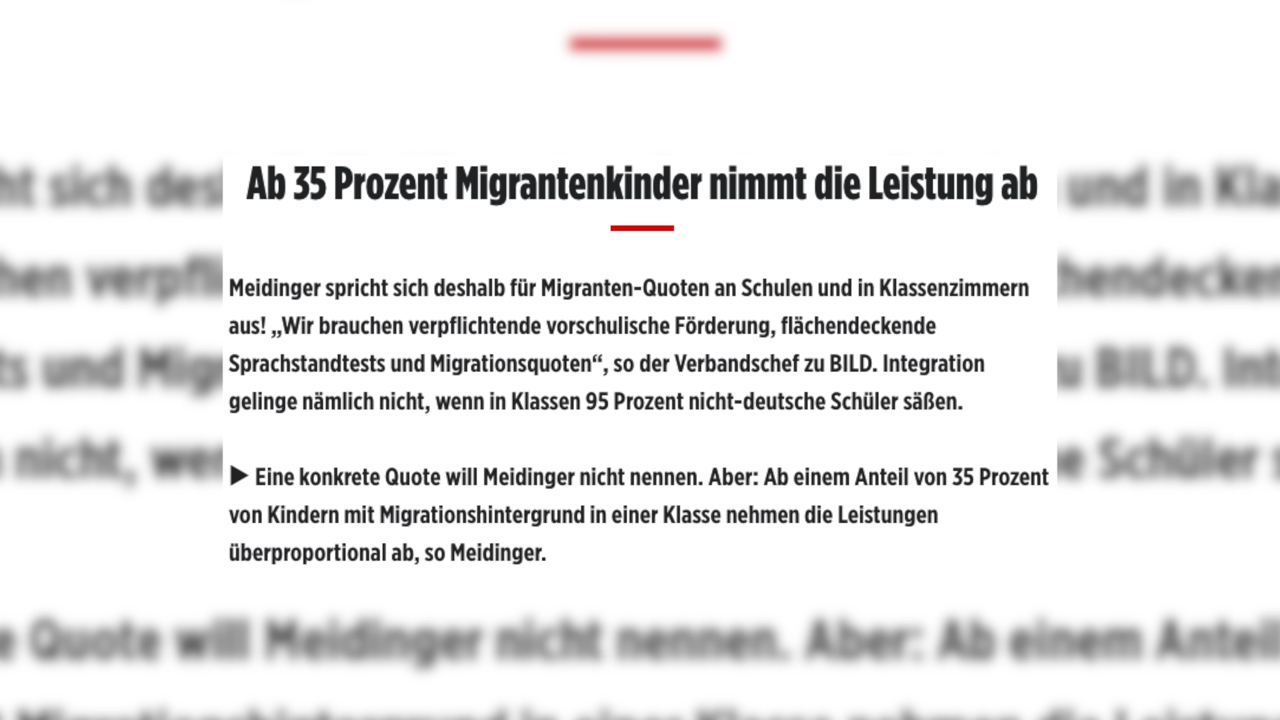 Ab 35 Prozent Migrantenkinder nimmt die Leistung ab
Meidinger spricht sich deshalb für Migranten-Quoten an Schulen und in Klassenzimmern
aus! „Wir brauchen verpflichtende vorschulische Förderung, flächendeckende
Sprachstandtests und Migrationsquoten“, so der Verbandschef zu BILD. Integration
gelinge nämlich nicht, wenn in Klassen 95 Prozent nicht-deutsche Schüler säßen.
▶ Eine konkrete Quote will Meidinger nicht nennen. Aber: Ab einem Anteil von 35 Prozent
von Kindern mit Migrationshintergrund in einer Klasse nehmen die Leistungen
überproportional ab, so Meidinger.